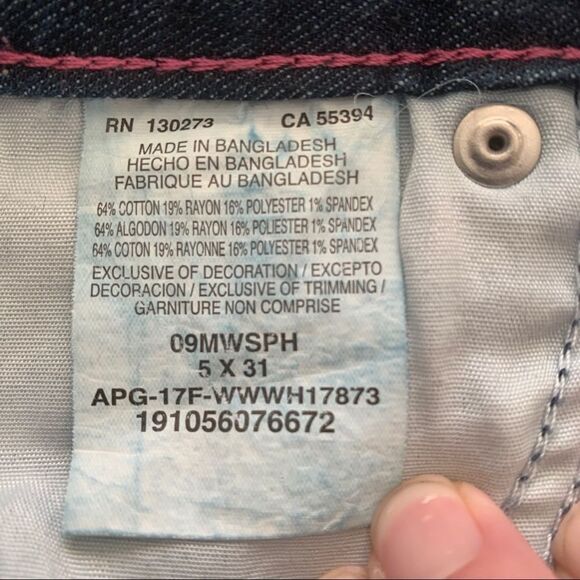 RN 130273 CA 55394
MADE IN BANGLADESH
HECHO EN BANGLADESH
FABRIQUE AU BANGLADESH
64% COTTON 19% RAYON 16% POLYESTER 1% SPANDEX
64% ALGODON 19% RAYON 16% POLIESTER 1% SPANDEX
64% COTON 19% RAYONNE 16% POLYESTER 1% SPANDEX
EXCLUSIVE OF DECORATION / EXCEPTO
DECORACION / EXCLUSIVE OF TRIMMING /
GARNITURE NON COMPRISE
09MWSPH
5 X 31
APG-17F-WWWH17873
191056076672